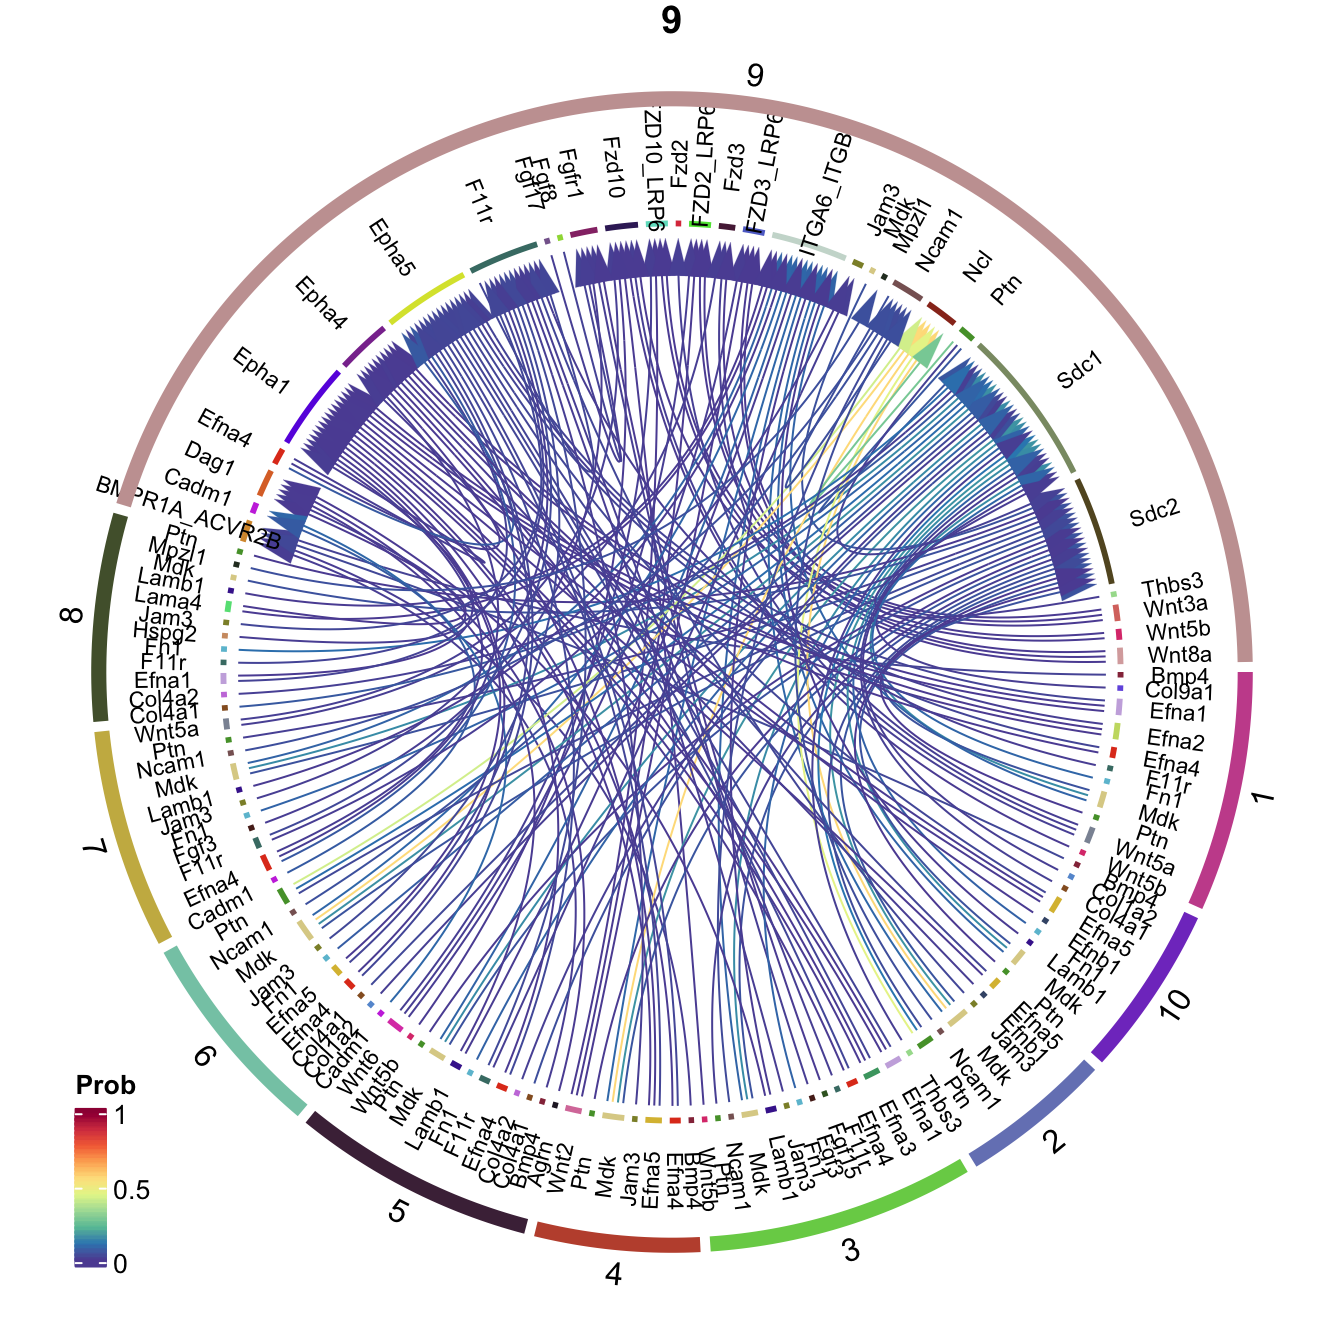 9
9
BMPR1A_ACVR2B
Cadm1
Dag1
Efna4
Epha1
Epha4
Epha5
F11r
Fgf17
Fgf8
Fgfr1
Fzd10
FZD10_LRP6
Fzd2
FZD2_LRP6
Fzd3
FZD3_LRP6
ITGA6_ITGB
Jam3
Mdk
Mpzl1
Ncam1
Ncl
Ptn
Sdc1
Sdc2
Thbs3
Wnt3a
Wnt5b
Wnt8a
1
Bmp4
Col9a1
Efna1
Efna2
Efna4
F11r
Fn1
Mdk
Ptn
Wnt5a
Wnt5b
10
Bmp4
Col1a2
Col4a1
Efna5
Efnb1
Fn1
Lamb1
Mdk
Ptn
2
Efna5
Efnb1
Jam3
Mdk
Ncam1
Ptn
3
Thbs3
Efna1
Efna3
Efna4
F11r
Fgf15
Fgf3
Fn1
Jam3
Lamb1
Mdk
Ncam1
Ptn
Wnt5b
4
Bmp4
Efna4
Efna5
Jam3
Mdk
Ptn
Wnt2
5
Agrn
Bmp4
Col4a1
Col4a2
Efna4
F11r
Fn1
Lamb1
Mdk
Ptn
Wnt5b
Wnt6
6
Cadm1
Col1a2
Col4a1
Efna4
Efna5
Fn1
Jam3
Mdk
Ncam1
Ptn
7
Cadm1
Efna4
F11r
Fgf3
Fn1
Jam3
Lamb1
Mdk
Ncam1
Ptn
Wnt5a
8
Col4a1
Col4a2
Efna1
F11r
Fn1
Hspg2
Jam3
Lama4
Lamb1
Mdk
Mpzl1
Ptn
Prob
1
0.5
0